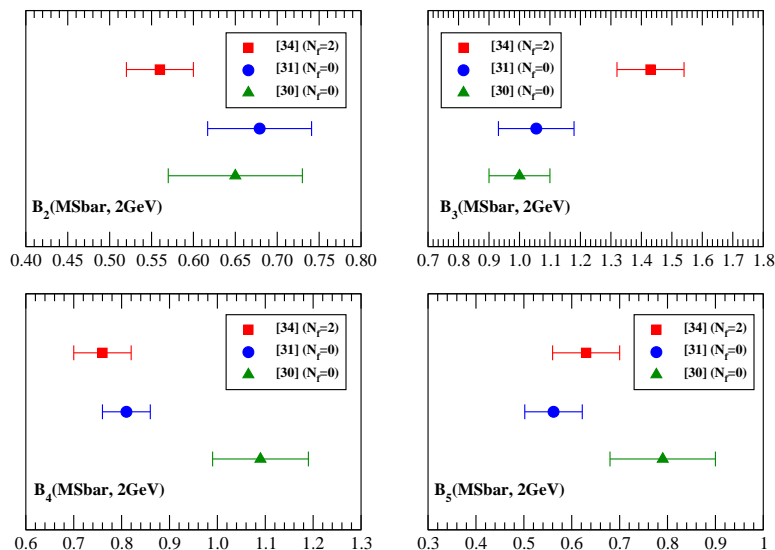 [34] (N_f=2)
[31] (N_f=0)
[30] (N_f=0)
B_2(MSbar, 2GeV)
0.40 0.45 0.50 0.55 0.60 0.65 0.70 0.75 0.80
[34] (N_f=2)
[31] (N_f=0)
[30] (N_f=0)
B_3(MSbar, 2GeV)
0.7 0.8 0.9 1.0 1.1 1.2 1.3 1.4 1.5 1.6 1.7 1.8
[34] (N_f=2)
[31] (N_f=0)
[30] (N_f=0)
B_4(MSbar, 2GeV)
0.6 0.7 0.8 0.9 1.0 1.1 1.2 1.3
[34] (N_f=2)
[31] (N_f=0)
[30] (N_f=0)
B_5(MSbar, 2GeV)
0.3 0.4 0.5 0.6 0.7 0.8 0.9 1